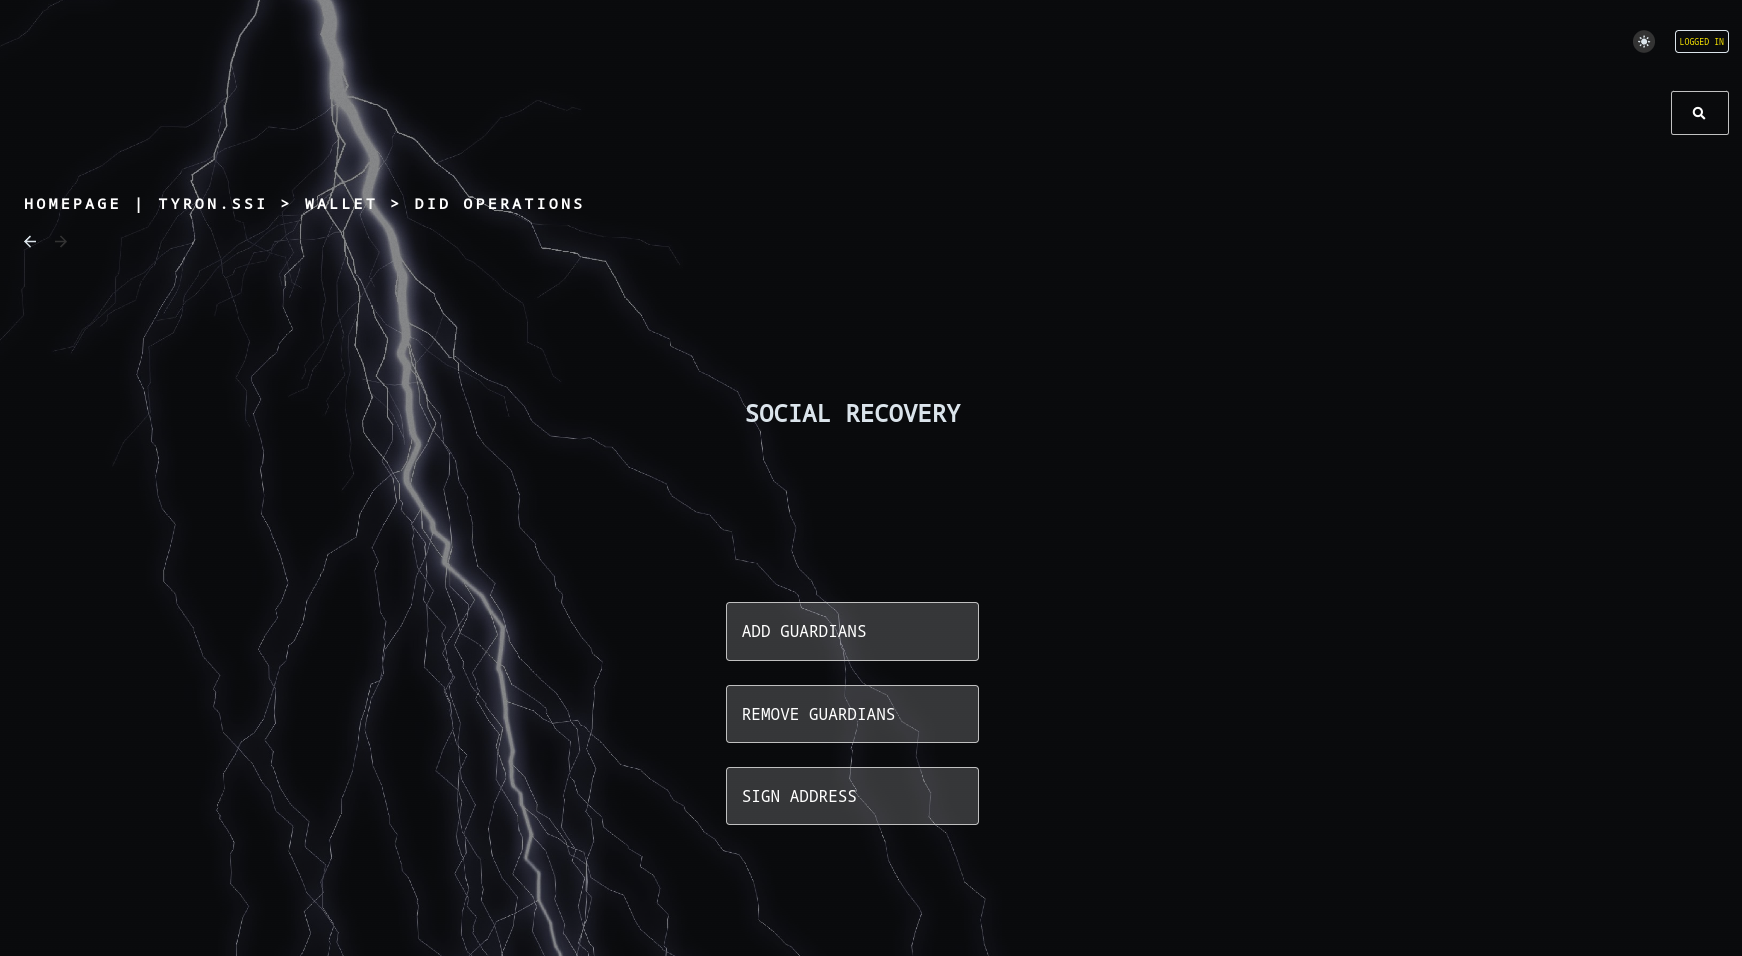 LOGGED IN
HOMEPAGE | TYRON.SSI > WALLET > DID OPERATIONS
SOCIAL RECOVERY
ADD GUARDIANS
REMOVE GUARDIANS
SIGN ADDRESS